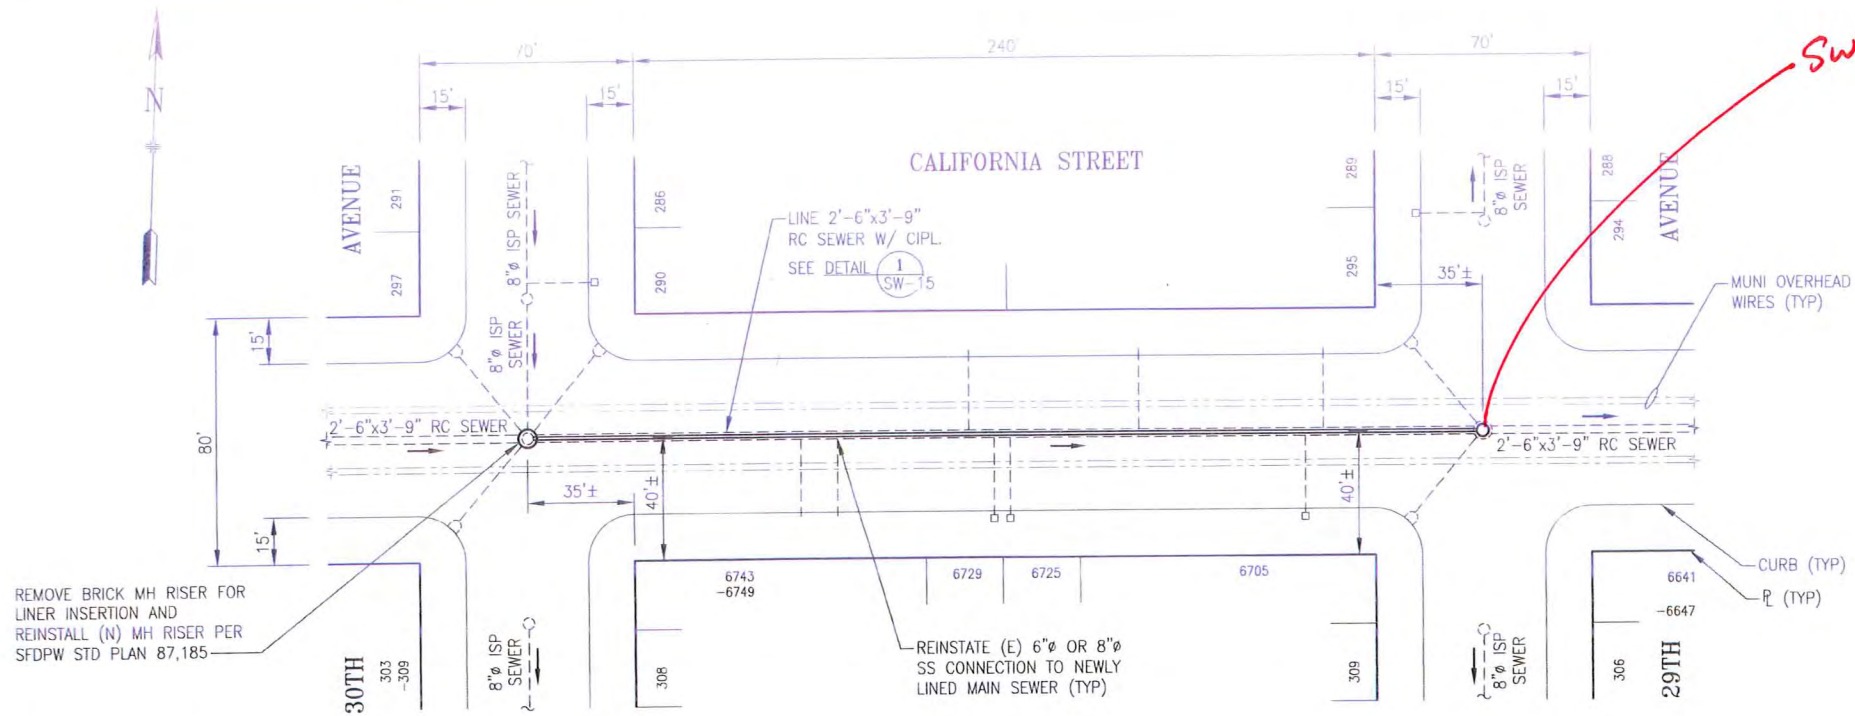 70'
240'
70'
SW
15'
15'
15'
15'
N
CALIFORNIA STREET
AVENUE
291
297
8"ø ISP SEWER
8"ø ISP
SEWER
286
290
LINE 2'-6"x3'-9"
RC SEWER W/ CIPL.
SEE DETAIL 1
SW-15
289
295
8"ø ISP
SEWER
288
294
AVENUE
35'±
MUNI OVERHEAD
WIRES (TYP)
15'
80'
15'
2'-6"x3'-9" RC SEWER
2'-6"x3'-9" RC SEWER
35'±
40'±
40'±
REMOVE BRICK MH RISER FOR
LINER INSERTION AND
REINSTALL (N) MH RISER PER
SFDPW STD PLAN 87,185
6743
-6749
6729
6725
6705
6641
-6647
CURB (TYP)
PL (TYP)
30TH
303
-309
8"ø ISP
SEWER
308
REINSTATE (E) 6"ø OR 8"ø
SS CONNECTION TO NEWLY
LINED MAIN SEWER (TYP)
309
8"ø ISP
SEWER
306
29TH